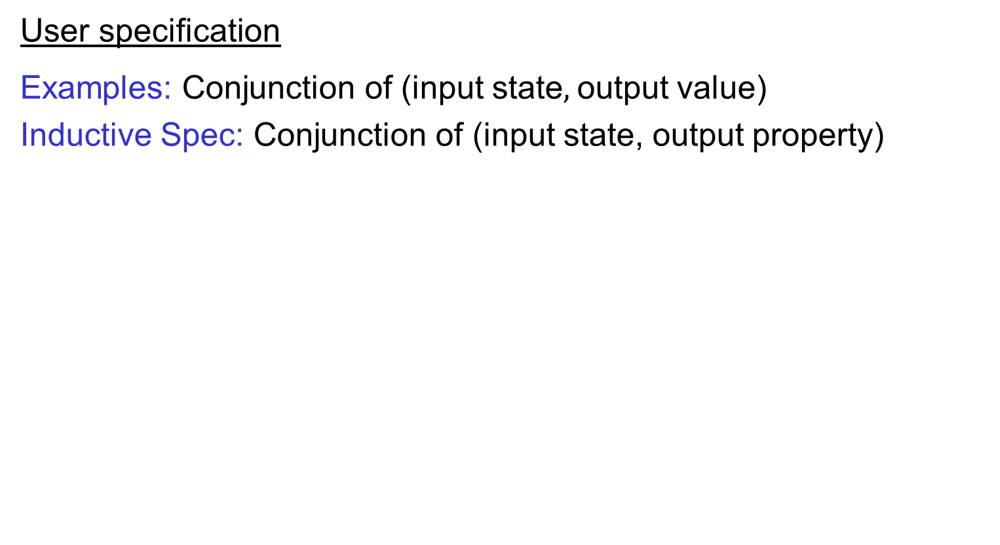 User specification
Examples: Conjunction of (input state, output value)
Inductive Spec: Conjunction of (input state, output property)